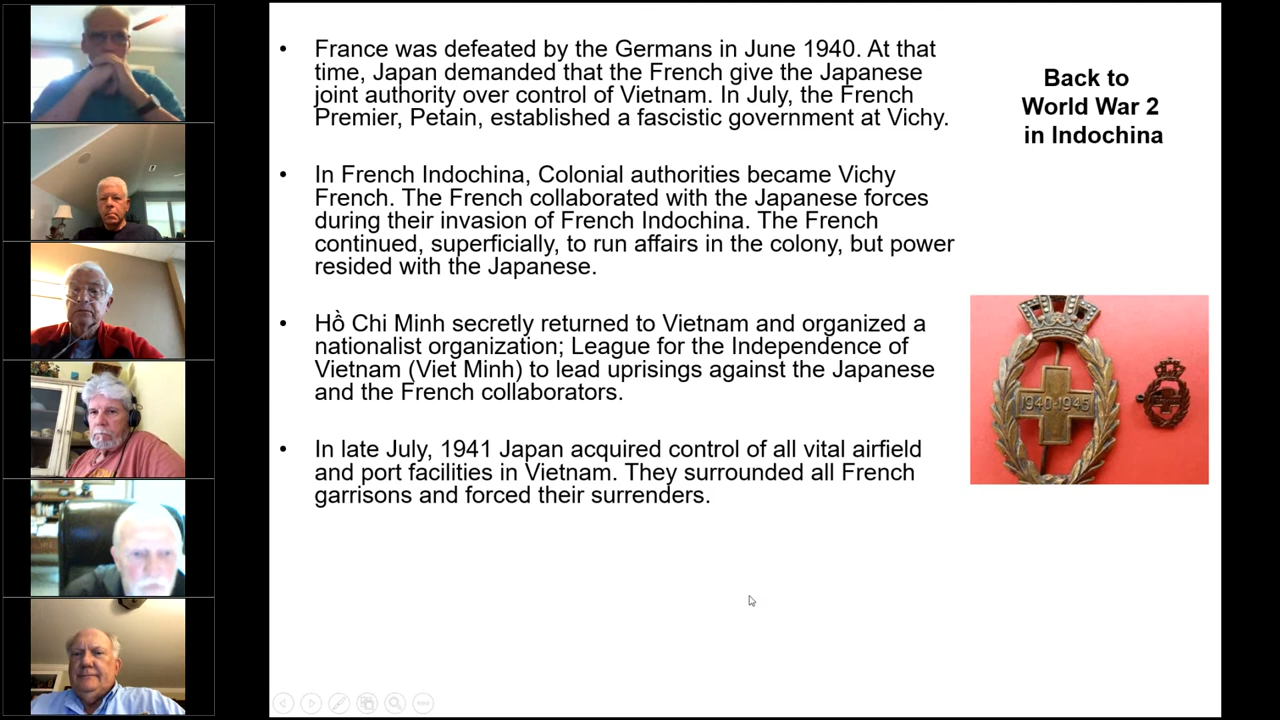 • France was defeated by the Germans in June 1940. At that
time, Japan demanded that the French give the Japanese
joint authority over control of Vietnam. In July, the French
Premier, Petain, established a fascistic government at Vichy.
• In French Indochina, Colonial authorities became Vichy
French. The French collaborated with the Japanese forces
during their invasion of French Indochina. The French
continued, superficially, to run affairs in the colony, but power
resided with the Japanese.
• Hồ Chi Minh secretly returned to Vietnam and organized a
nationalist organization; League for the Independence of
Vietnam (Viet Minh) to lead uprisings against the Japanese
and the French collaborators.
• In late July, 1941 Japan acquired control of all vital airfield
and port facilities in Vietnam. They surrounded all French
garrisons and forced their surrenders.
Back to
World War 2
in Indochina
1940-1945